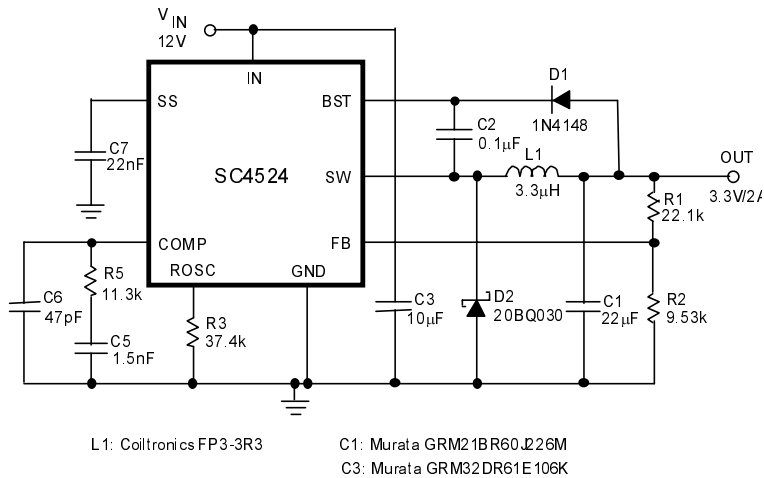 V IN
12V
IN
D1
SS
BST
C2
0.1μF
1N4148
C7
22nF
L1
OUT
SC4524
SW
3.3μH
3.3V/2A
R1
22.1k
COMP
FB
ROSC
GND
R5
11.3k
C6
47pF
R3
37.4k
C3
10μF
D2
20BQ030
C1
22μF
R2
9.53k
C5
1.5nF
L1: Coiltronics FP3-3R3
C1: Murata GRM21BR60J226M
C3: Murata GRM32DR61E106K